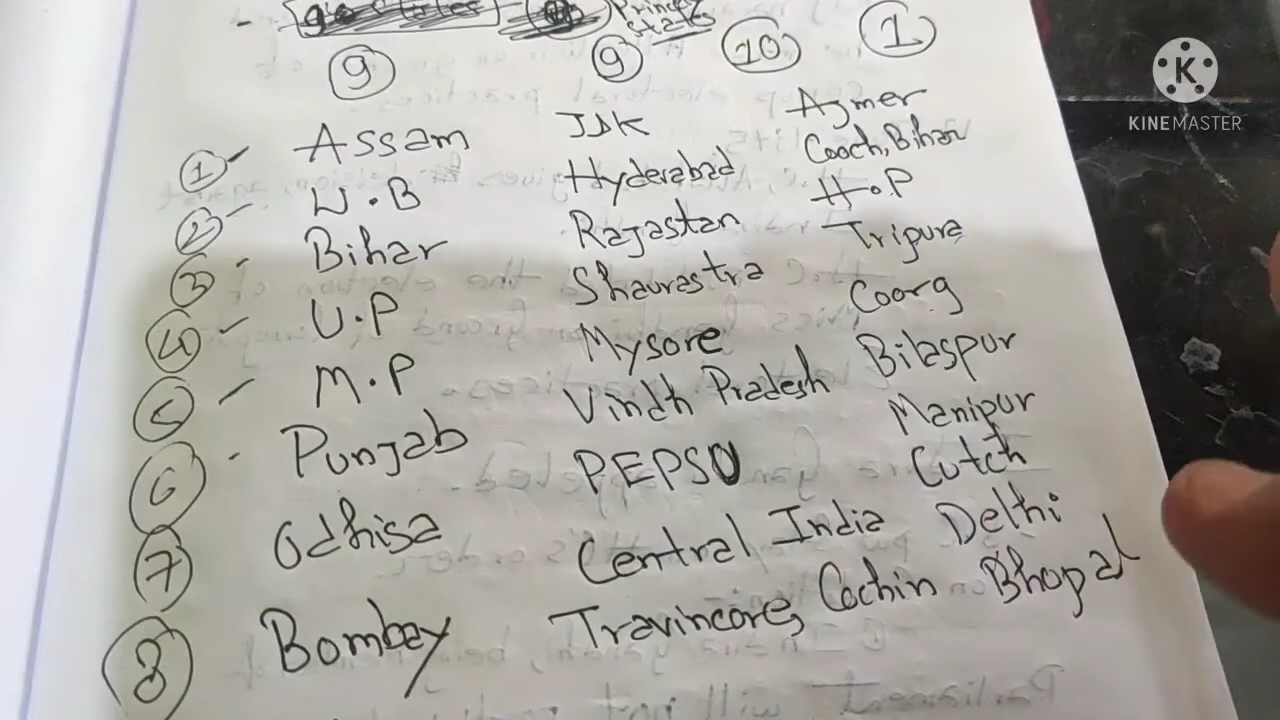 Princy
states
9 9 10 1
1 Assam J&K Ajmer
2 W.B Hyderabad Cooch, Bihar
3 Bihar Rajastan H.P
4 U.P Shaurastra Tripura
5 M.P Mysore Coorg
6 Punjab Vindh Pradesh Bilaspur
7 Odhisa PEPSU Manipur
8 Bombay Central India Cutch
Travincore, Cochin Delhi
Bhopal
K
KINEMASTER